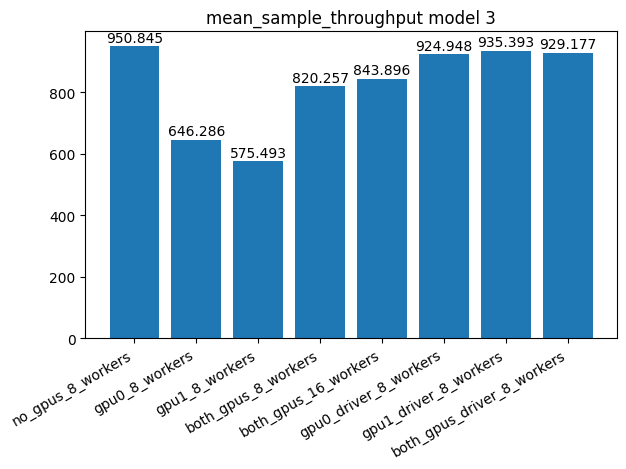 mean_sample_throughput model 3
950.845
646.286
575.493
820.257
843.896
924.948
935.393
929.177
800
600
400
200
0
no_gpus_8_workers
gpu0_8_workers
gpu1_8_workers
both_gpus_8_workers
both_gpus_16_workers
gpu0_driver_8_workers
gpu1_driver_8_workers
both_gpus_driver_8_workers